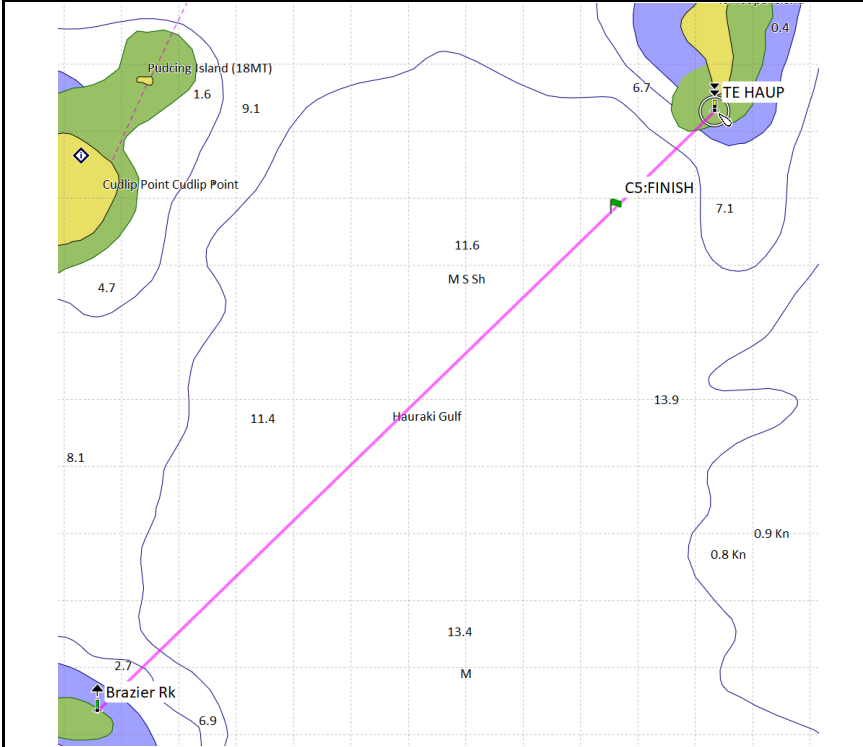 0.4
Pudcing Island (18MT)
1.6
9.1
6.7
TE HAUP
Cudlip Point Cudlip Point
C5:FINISH
7.1
11.6
M S Sh
4.7
13.9
11.4
Hauraki Gulf
8.1
0.9 Kn
0.8 Kn
13.4
M
2.7
Brazier Rk
6.9